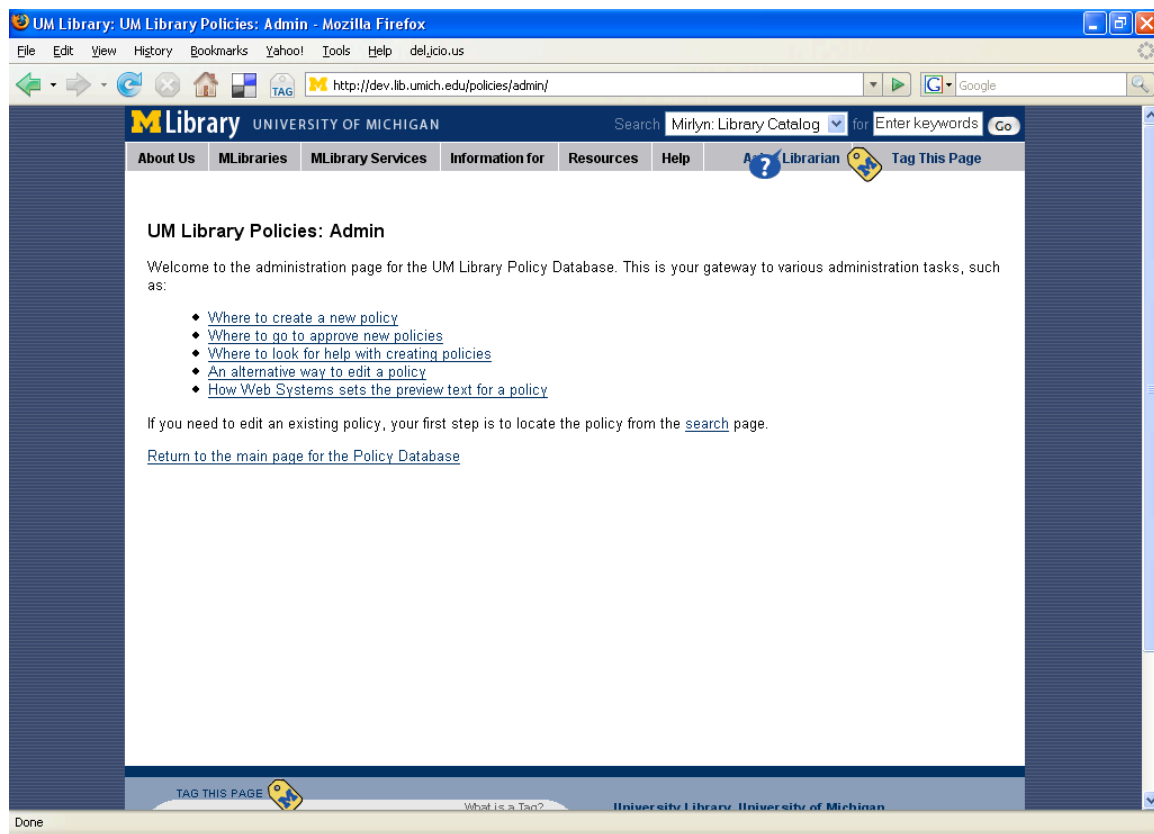 UM Library: UM Library Policies: Admin - Mozilla Firefox
File Edit View History Bookmarks Yahoo! Tools Help del.icio.us
TAG http://dev.lib.umich.edu/policies/admin/ G Google
MLibrary UNIVERSITY OF MICHIGAN Search Mirlyn: Library Catalog for Enter keywords Go
About Us MLibraries MLibrary Services Information for Resources Help Librarian Tag This Page
UM Library Policies: Admin
Welcome to the administration page for the UM Library Policy Database. This is your gateway to various administration tasks, such
as:
Where to create a new policy
Where to go to approve new policies
Where to look for help with creating policies
An alternative way to edit a policy
How Web Systems sets the preview text for a policy
If you need to edit an existing policy, your first step is to locate the policy from the search page.
Return to the main page for the Policy Database
TAG THIS PAGE
What is a Tag? University Library, University of Michigan
Done